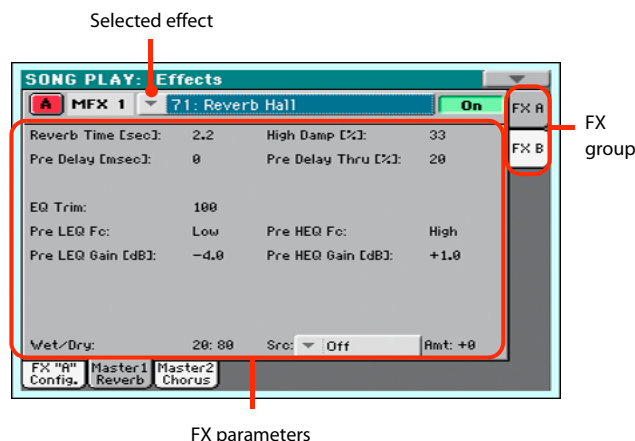 Selected effect
SONG PLAY: Effects
A MFX 1 71: Reverb Hall On FX A
Reverb Time [sec]: 2.2 High Damp [%]: 33
Pre Delay [msec]: 0 Pre Delay Thru [%]: 20
FX B
FX
group
EQ Trim: 100
Pre LEQ Fc: Low Pre HEQ Fc: High
Pre LEQ Gain [dB]: -4.0 Pre HEQ Gain [dB]: +1.0
Wet/Dry: 20: 80 Src: Off Amt: +0
FX "A" Master1 Master2
Config. Reverb Chorus
FX parameters